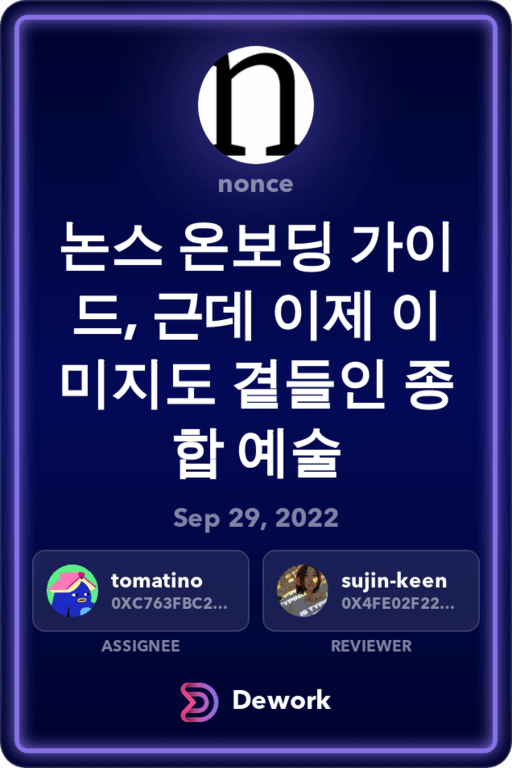 n
nonce
논스 온보딩 가이
드, 근데 이제 이
미지도 곁들인 종
합 예술
Sep 29, 2022
tomatino
0XC763FBC2...
sujin-keen
0X4FE02F22...
ASSIGNEE
REVIEWER
Dework